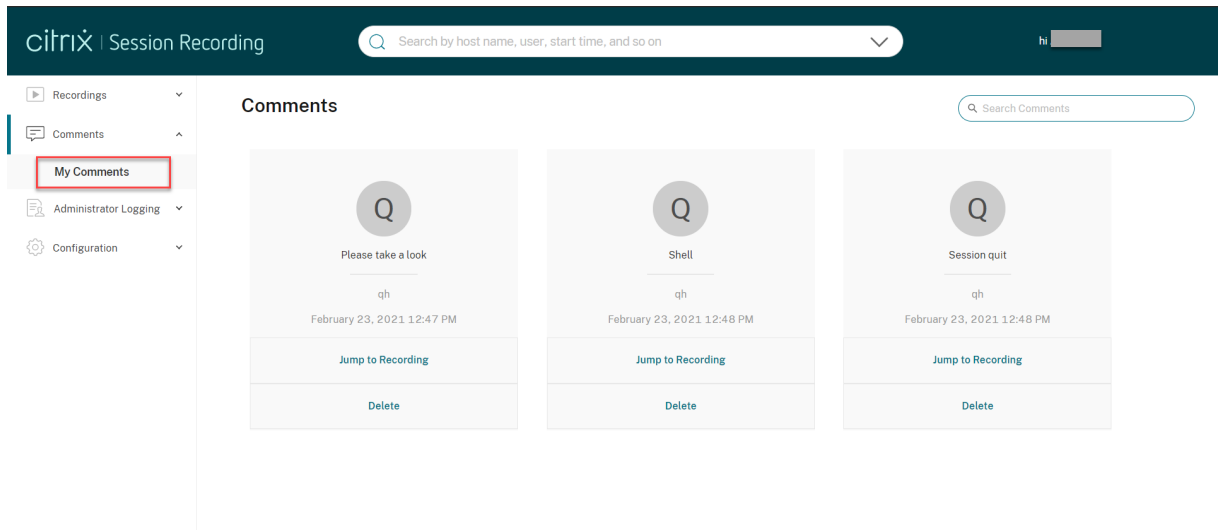 citrix | Session Recording
Search by host name, user, start time, and so on
hi
Recordings
Comments
My Comments
Administrator Logging
Configuration
Comments
Search Comments
Q
Please take a look
qh
February 23, 2021 12:47 PM
Jump to Recording
Delete
Q
Shell
qh
February 23, 2021 12:48 PM
Jump to Recording
Delete
Q
Session quit
qh
February 23, 2021 12:48 PM
Jump to Recording
Delete